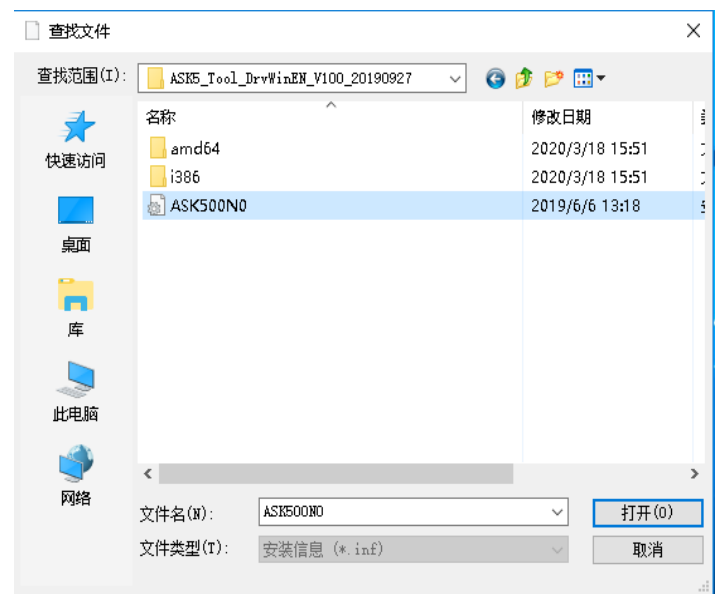 查找文件
查找范围(I):
ASK5_Tool_DrvWinEN_V100_20190927
名称
修改日期
快速访问
amd64
2020/3/18 15:51
i386
2020/3/18 15:51
ASK500N0
2019/6/6 13:18
桌面
库
此电脑
网络
文件名(N):
ASK500N0
打开(O)
文件类型(T):
安装信息 (*.inf)
取消